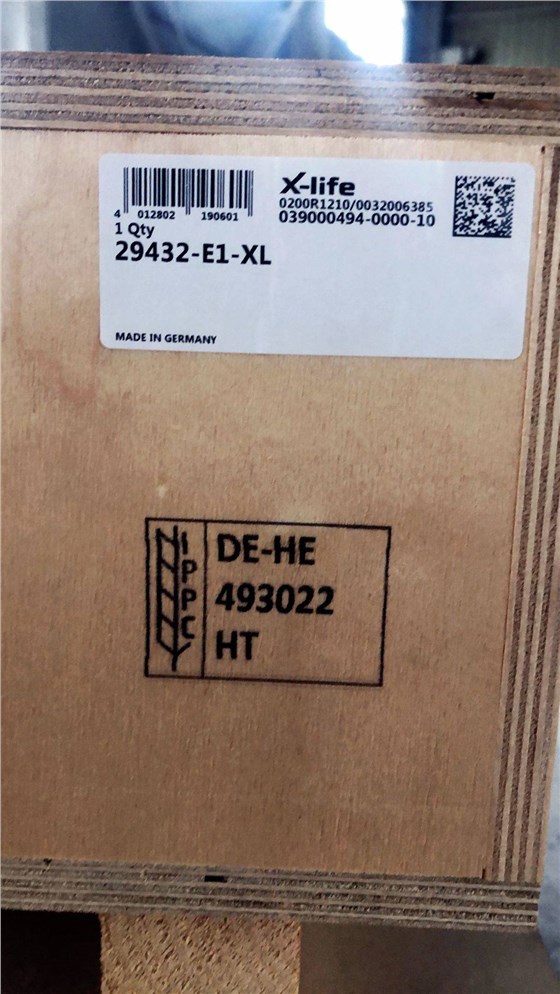 4 012802 190601
X-life
0200R1210/0032006385
039000494-0000-10
1 Qty
29432-E1-XL
MADE IN GERMANY
IPPC
DE-HE
493022
HT